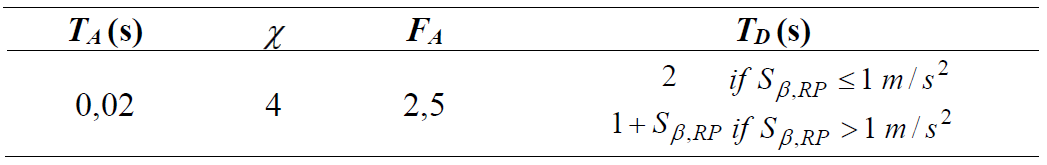 T_A (s) χ F_A T_D (s)
2 if S_β,RP ≤ 1 m / s²
0,02 4 2,5
1 + S_β,RP if S_β,RP > 1 m / s²